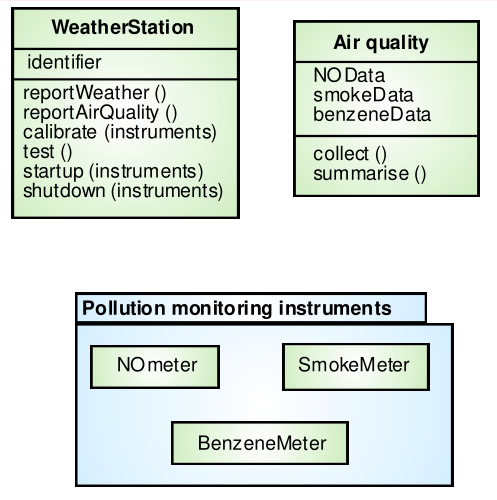 WeatherStation
identifier
reportWeather ()
reportAirQuality ()
calibrate (instruments)
test ()
startup (instruments)
shutdown (instruments)
Air quality
NOData
smokeData
benzeneData
collect ()
summarise ()
Pollution monitoring instruments
NOmeter
SmokeMeter
BenzeneMeter